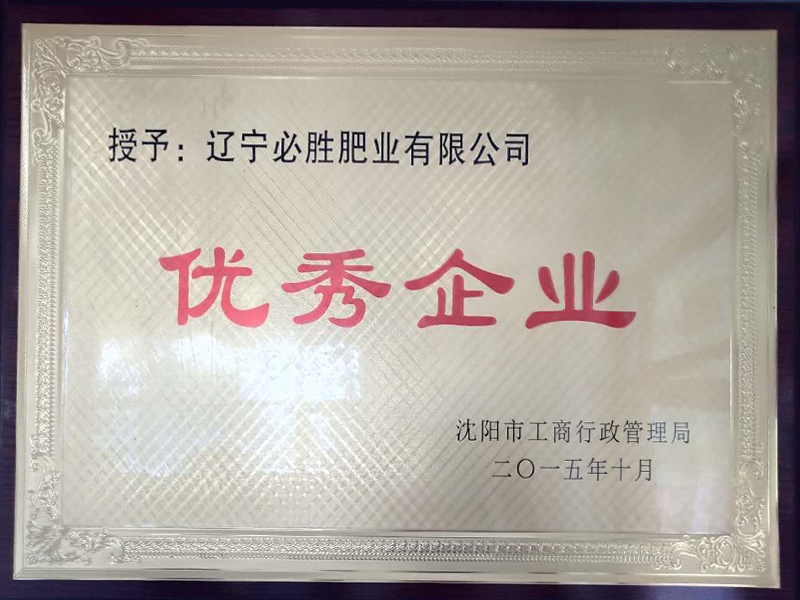 授予：辽宁必胜肥业有限公司
优秀企业
沈阳市工商行政管理局
二〇一五年十月